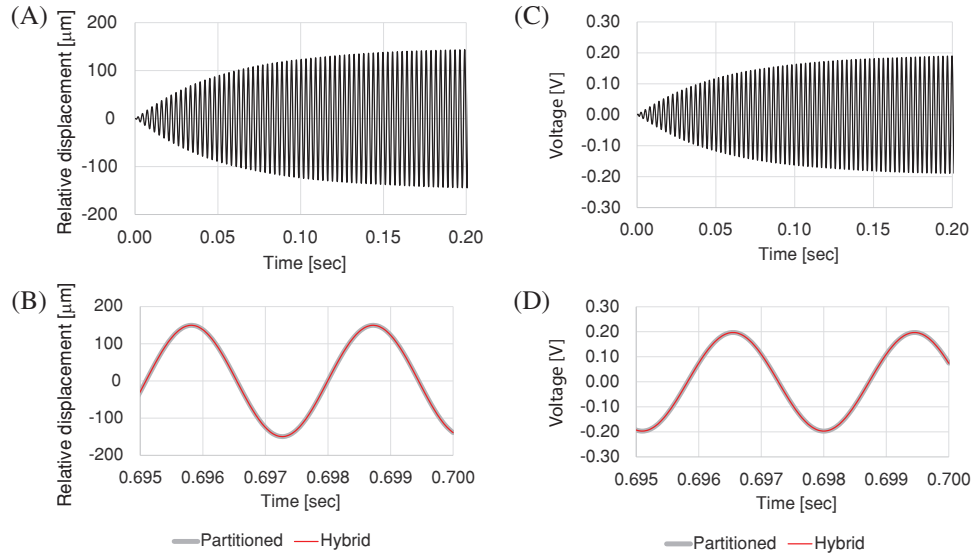 (A)
Relative displacement [μm]
200
100
0
-100
-200
0.00 0.05 0.10 0.15 0.20
Time [sec]
(C)
Voltage [V]
0.30
0.20
0.10
0.00
-0.10
-0.20
-0.30
0.00 0.05 0.10 0.15 0.20
Time [sec]
(B)
Relative displacement [μm]
200
100
0
-100
-200
0.695 0.696 0.697 0.698 0.699 0.700
Time [sec]
Partitioned Hybrid
(D)
Voltage [V]
0.30
0.20
0.10
0.00
-0.10
-0.20
-0.30
0.695 0.696 0.697 0.698 0.699 0.700
Time [sec]
Partitioned Hybrid